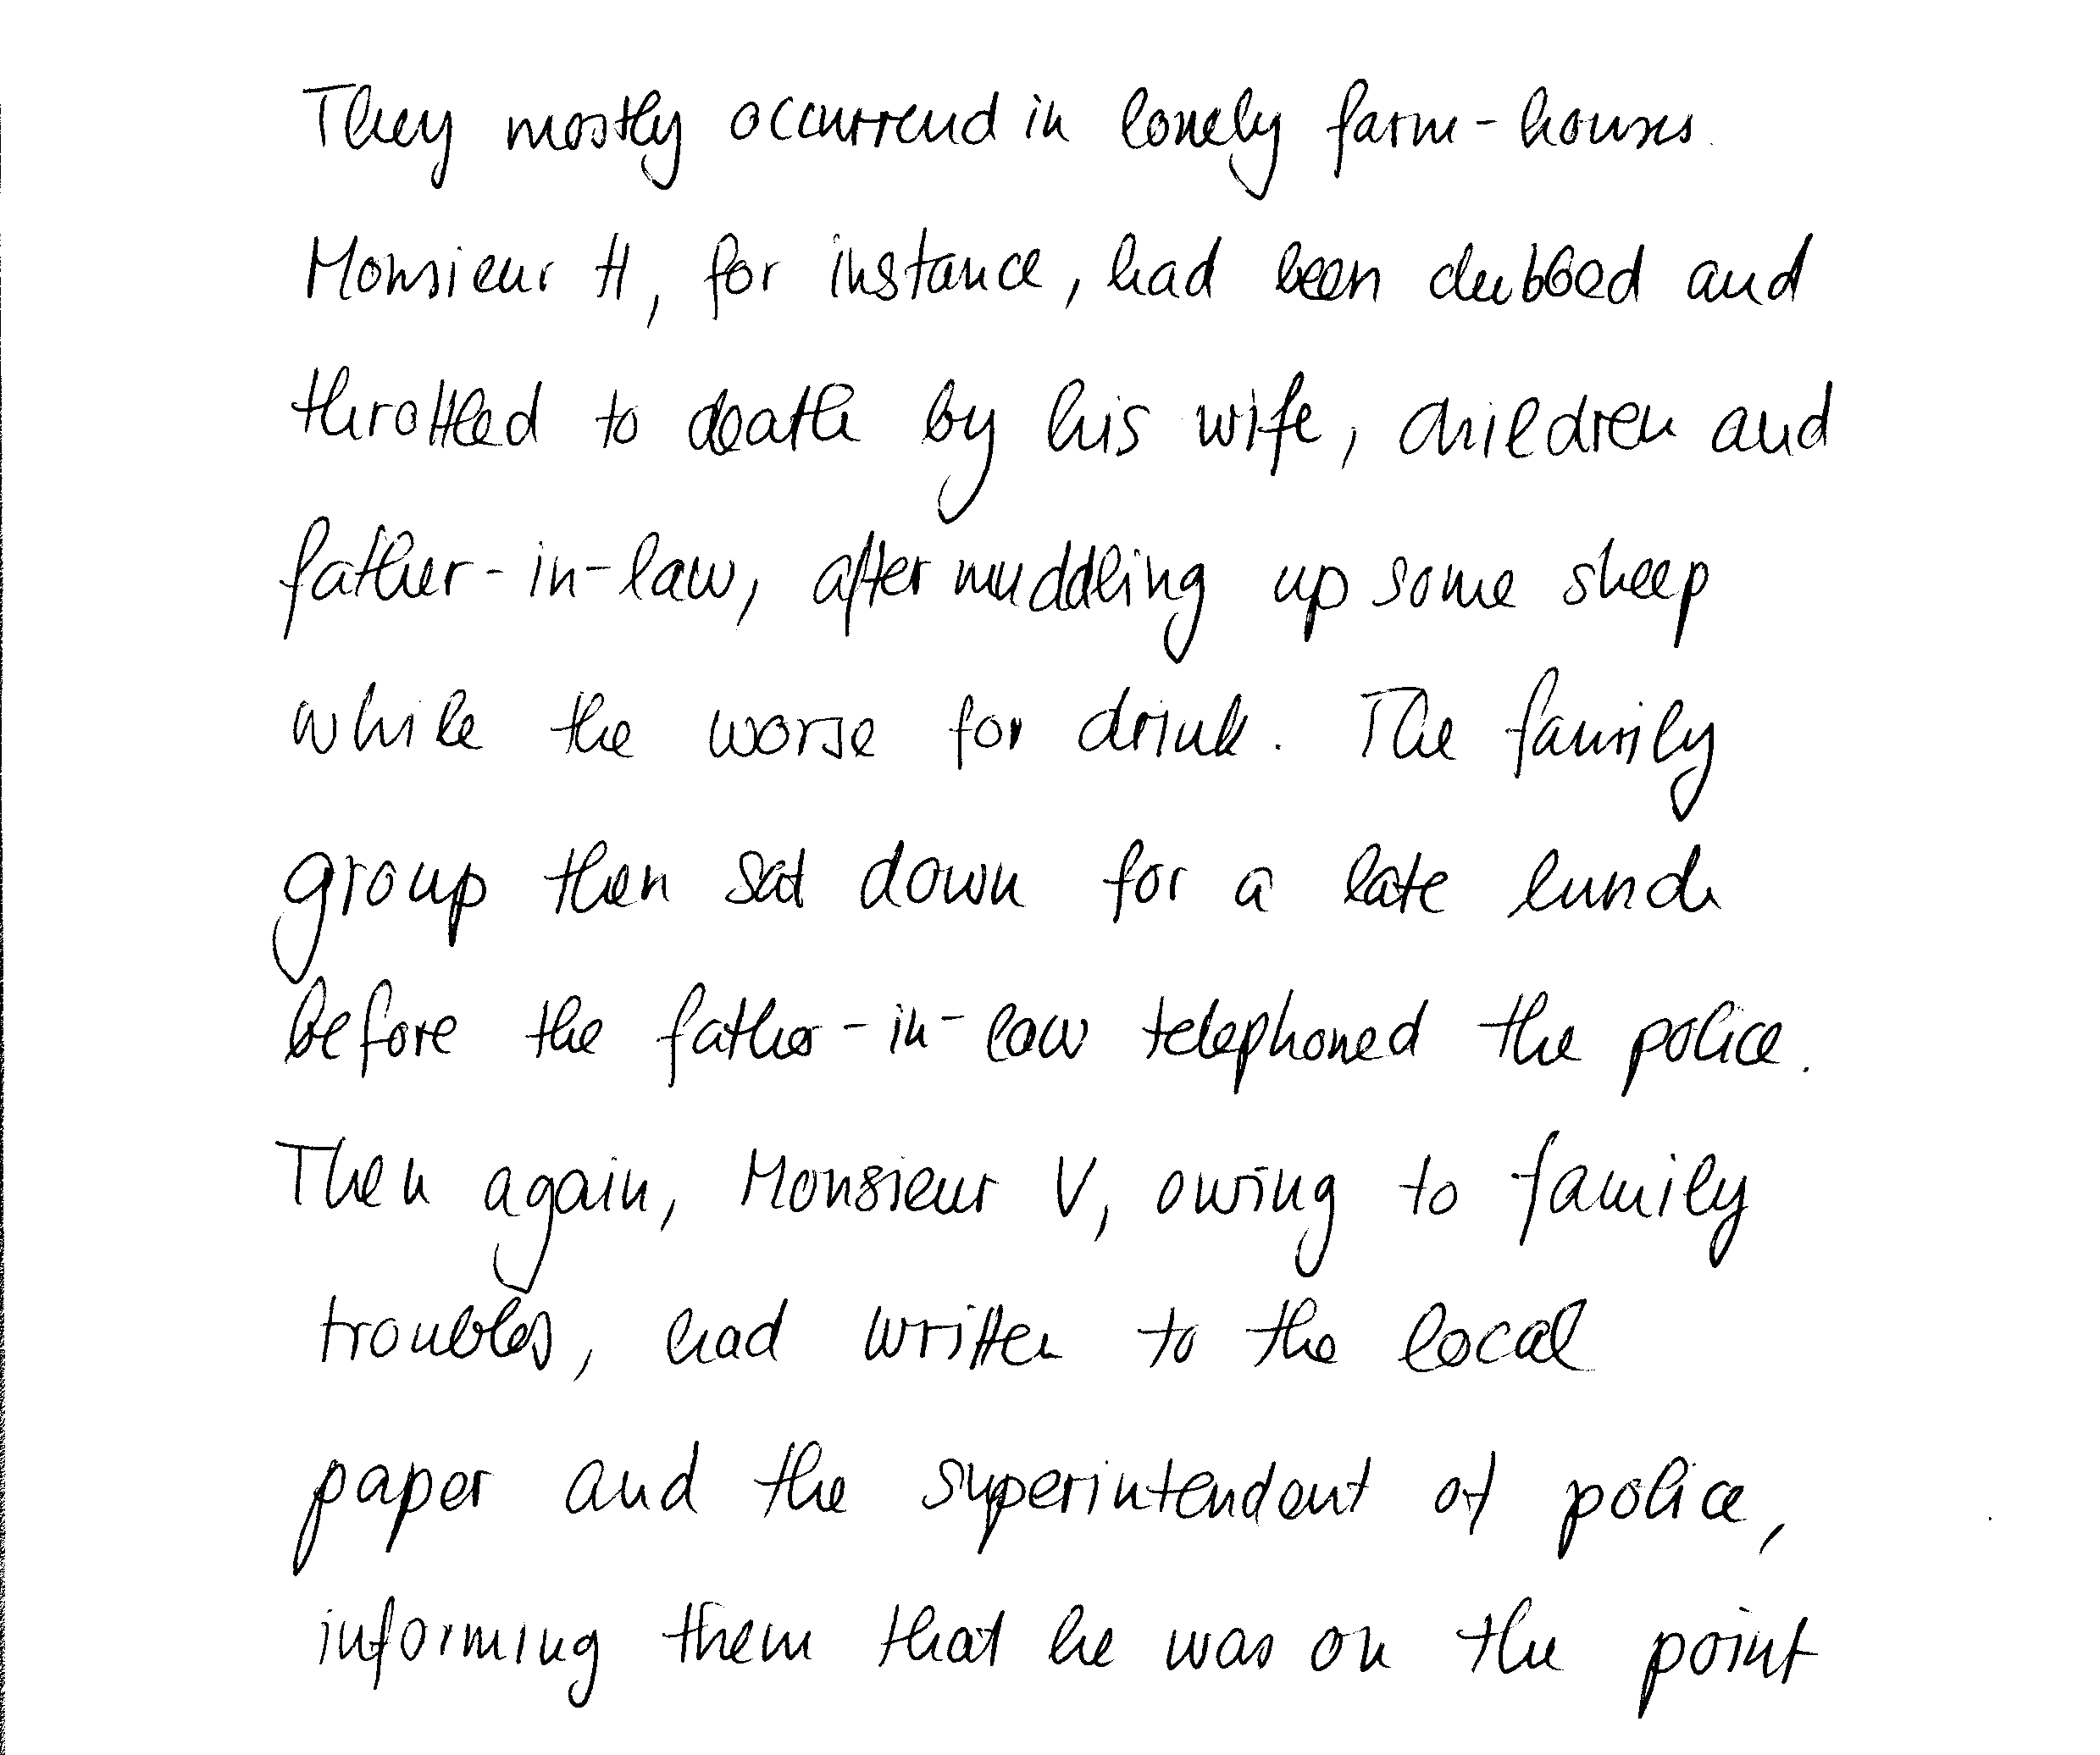 They mostly occurrend in lonely farm-houses.
Monsieur H, for instance, had been clubbed and
throttled to death by his wife, children and
father-in-law, after muddling up some sheep
while the worse for drink. The family
group then sat down for a late lunch
before the father-in-law telephoned the police.
Then again, Monsieur V, owing to family
troubles, had written to the local
paper and the superintendent of police,
informing them that he was on the point